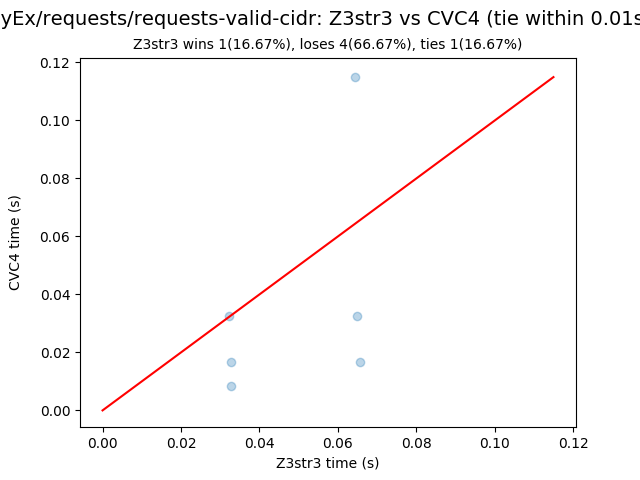 yEx/requests/requests-valid-cidr: Z3str3 vs CVC4 (tie within 0.01s
Z3str3 wins 1(16.67%), loses 4(66.67%), ties 1(16.67%)
0.12
0.10
0.08
0.06
0.04
0.02
0.00
CVC4 time (s)
0.00 0.02 0.04 0.06 0.08 0.10 0.12
Z3str3 time (s)